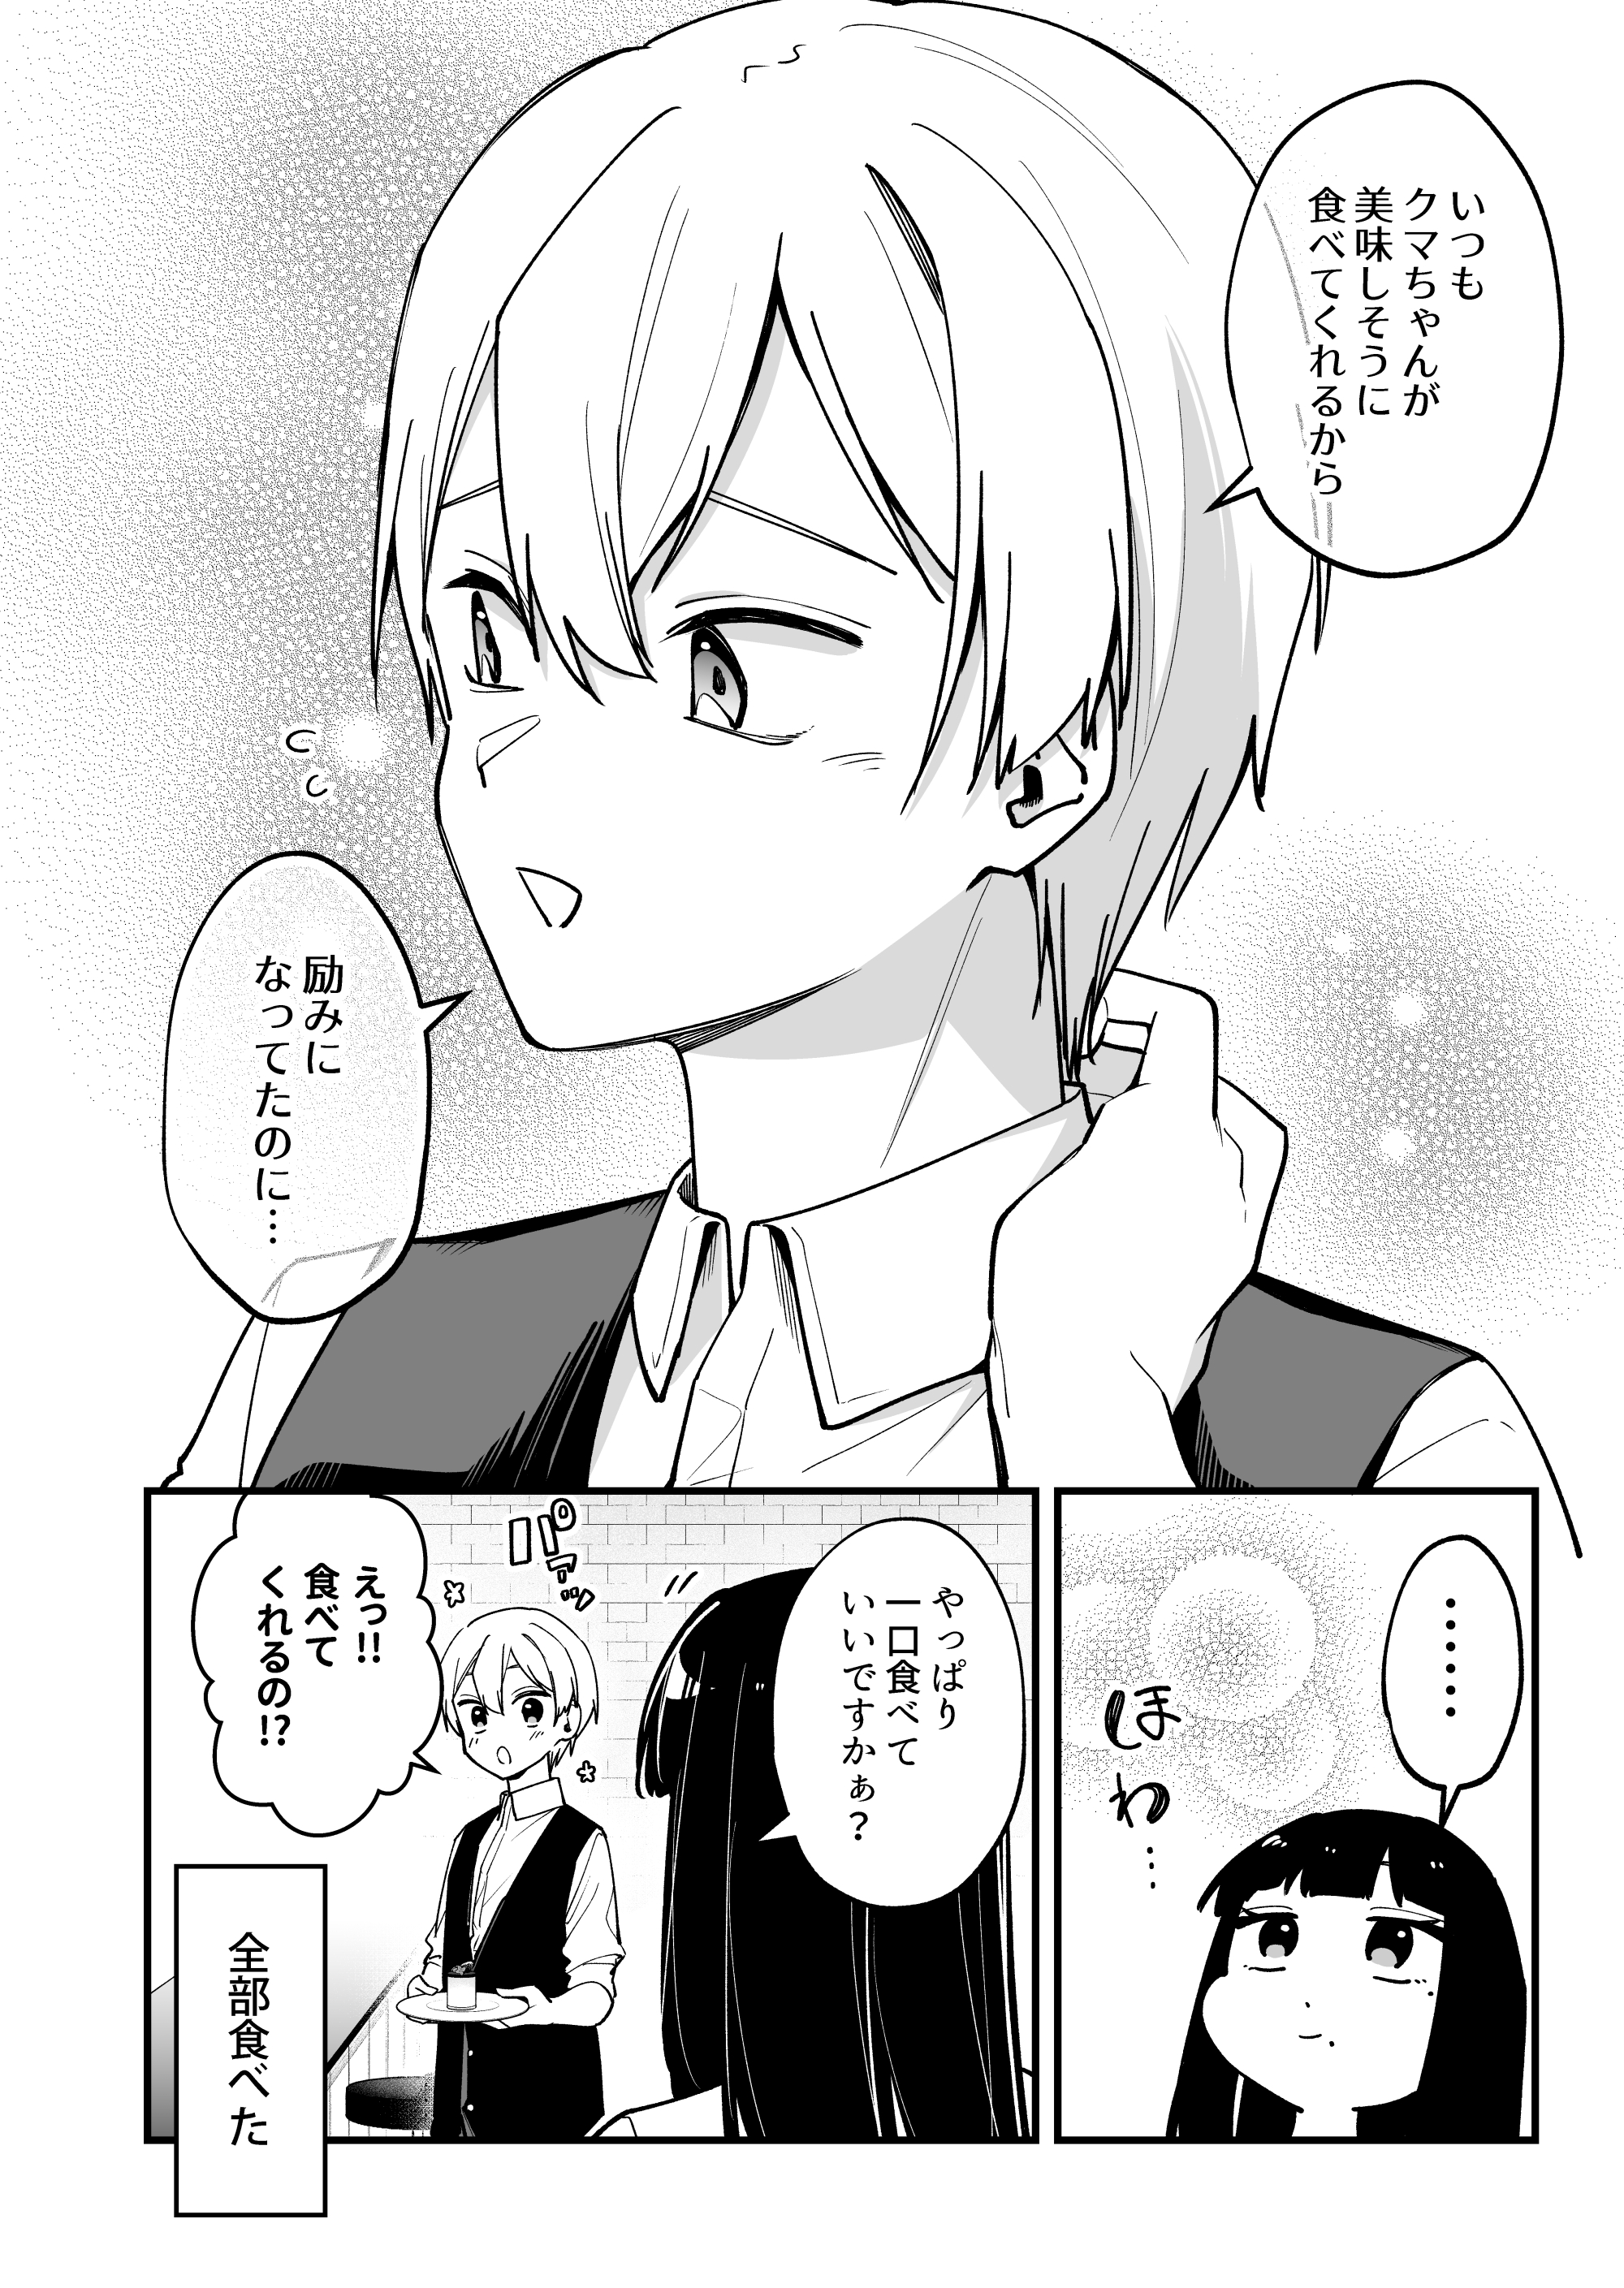 いつも
クマちゃんが
美味しそうに
食べてくれるから
励みに
なってたのに…
……
ほわ…
やっぱり
一口食べて
いいですかぁ？
パァッ
えっ!!
食べて
くれるの!?
全部食べた